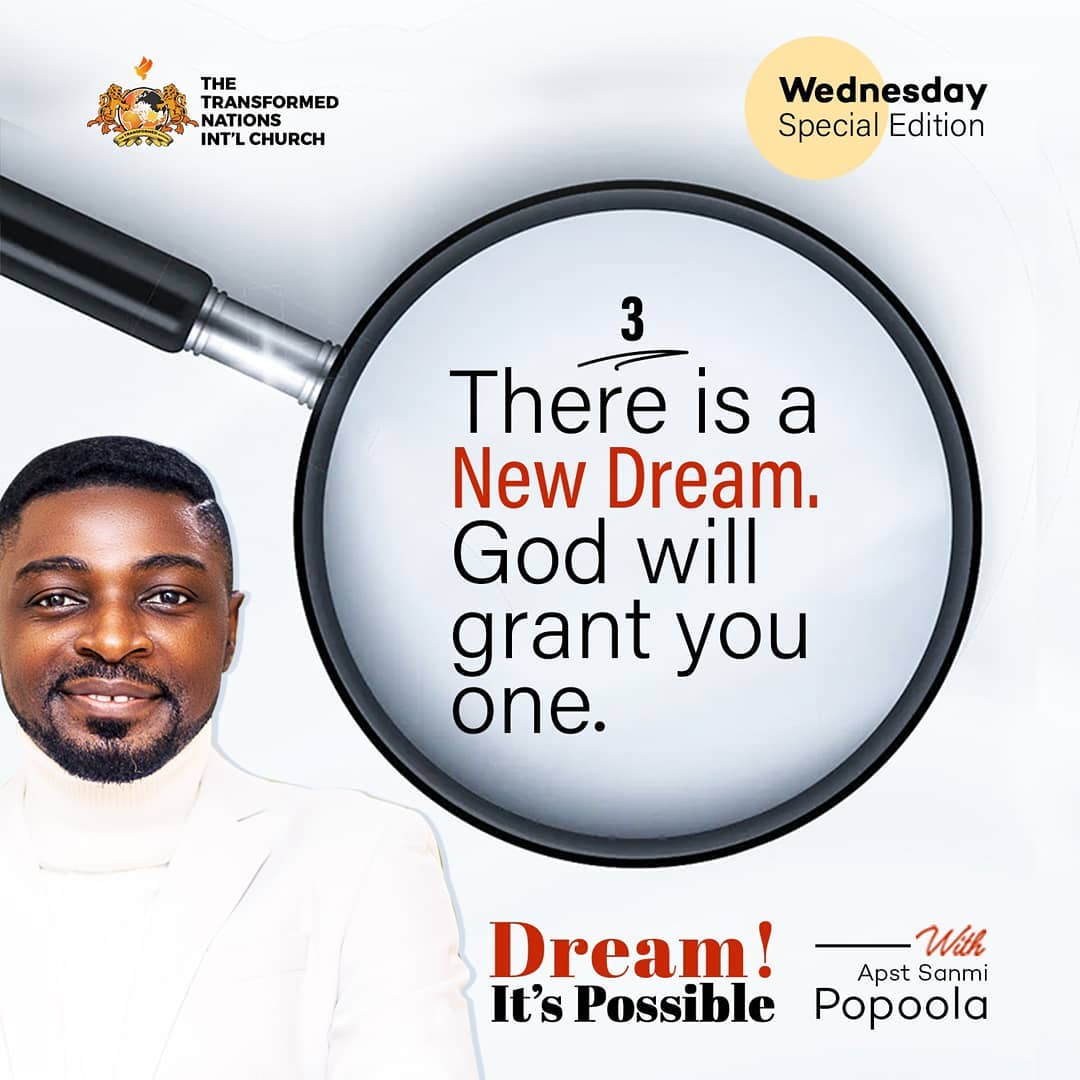 THE
TRANSFORMED
NATIONS
INT'L CHURCH
Wednesday
Special Edition
3
There is a
New Dream.
God will
grant you
one.
Dream!
It's Possible
With
Apst Sanmi
Popoola